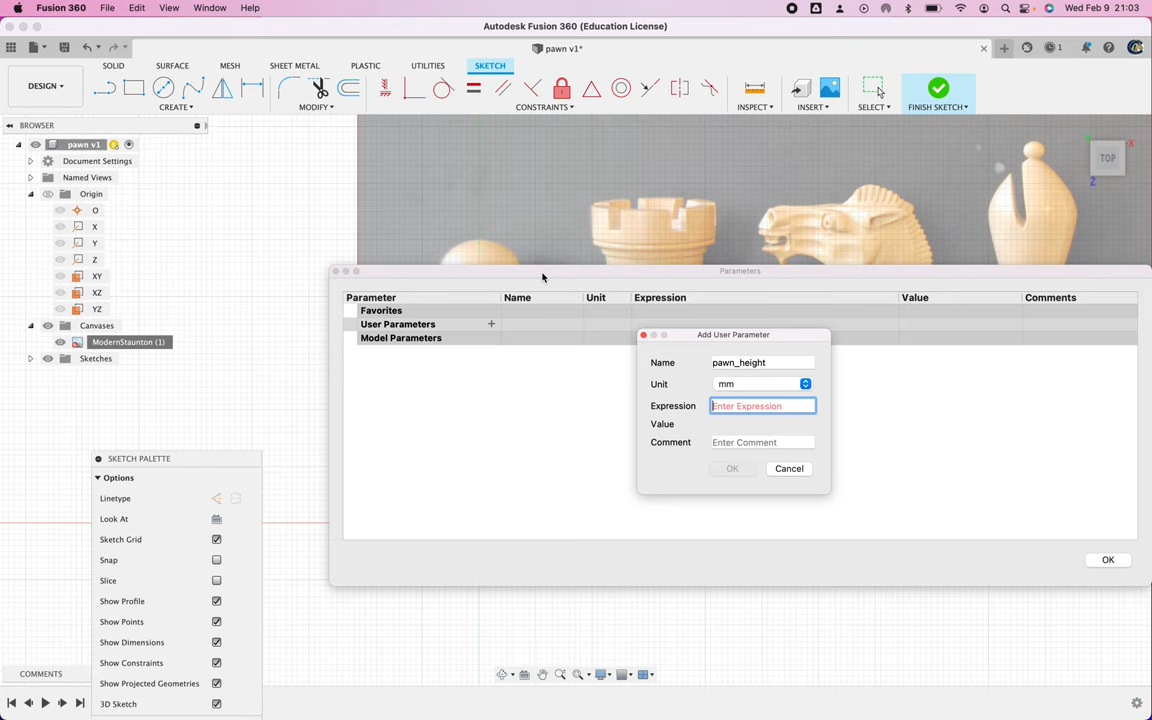 Fusion 360 File Edit View Window Help Wed Feb 9 21:03
Autodesk Fusion 360 (Education License)
pawn v1* 1
SOLID SURFACE MESH SHEET METAL PLASTIC UTILITIES SKETCH
DESIGN
CREATE MODIFY CONSTRAINTS INSPECT INSERT SELECT FINISH SKETCH
BROWSER
pawn v1
Document Settings
Named Views
Origin
O
X
Y
Z
XY
XZ
YZ
Canvases
ModernStaunton (1)
Sketches
TOP
X
Z
Parameters
Parameter Name Unit Expression Value Comments
Favorites
User Parameters +
Model Parameters
Add User Parameter
Name pawn_height
Unit mm
Expression Enter Expression
Value
Comment Enter Comment
OK Cancel
OK
SKETCH PALETTE
Options
Linetype
Look At
Sketch Grid
Snap
Slice
Show Profile
Show Points
Show Dimensions
Show Constraints
Show Projected Geometries
3D Sketch
COMMENTS